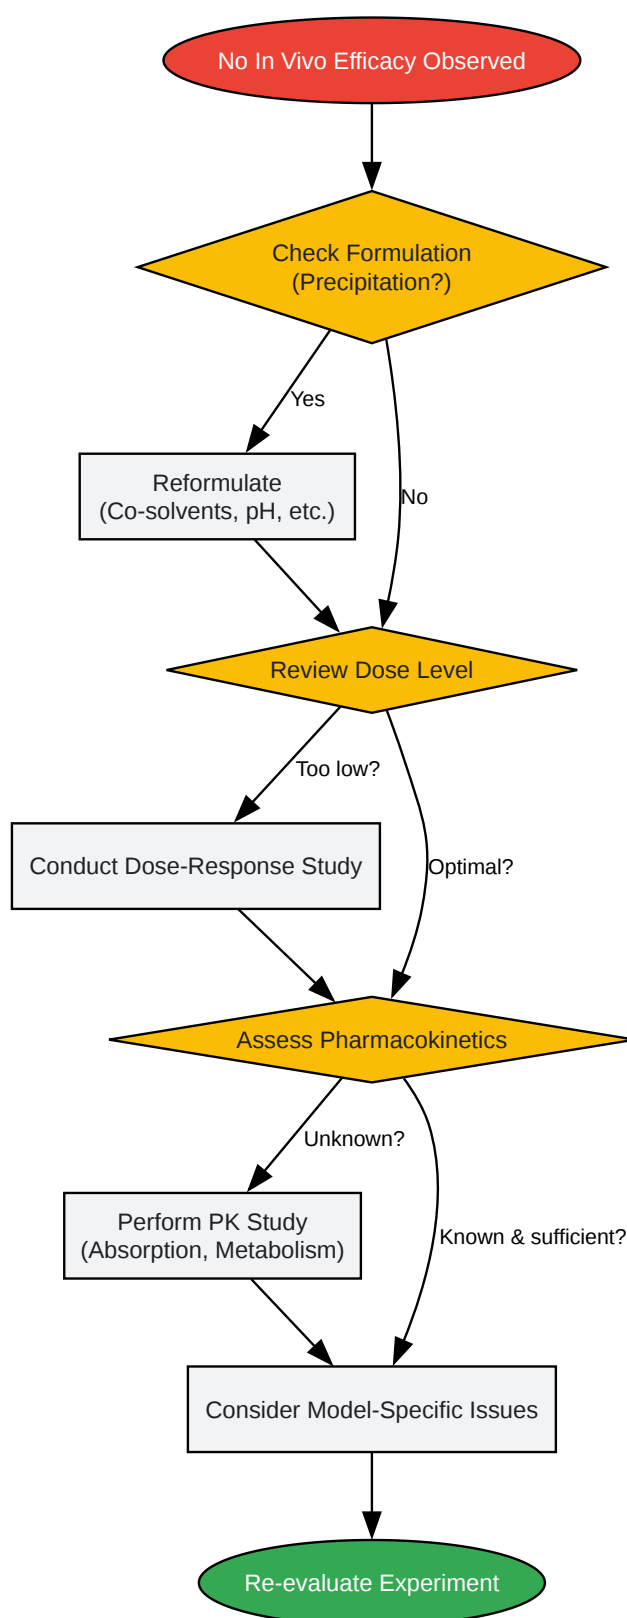 No In Vivo Efficacy Observed
Check Formulation
(Precipitation?)
Yes
Reformulate
(Co-solvents, pH, etc.)
No
Review Dose Level
Too low?
Conduct Dose-Response Study
Optimal?
Assess Pharmacokinetics
Unknown?
Perform PK Study
(Absorption, Metabolism)
Known & sufficient?
Consider Model-Specific Issues
Re-evaluate Experiment